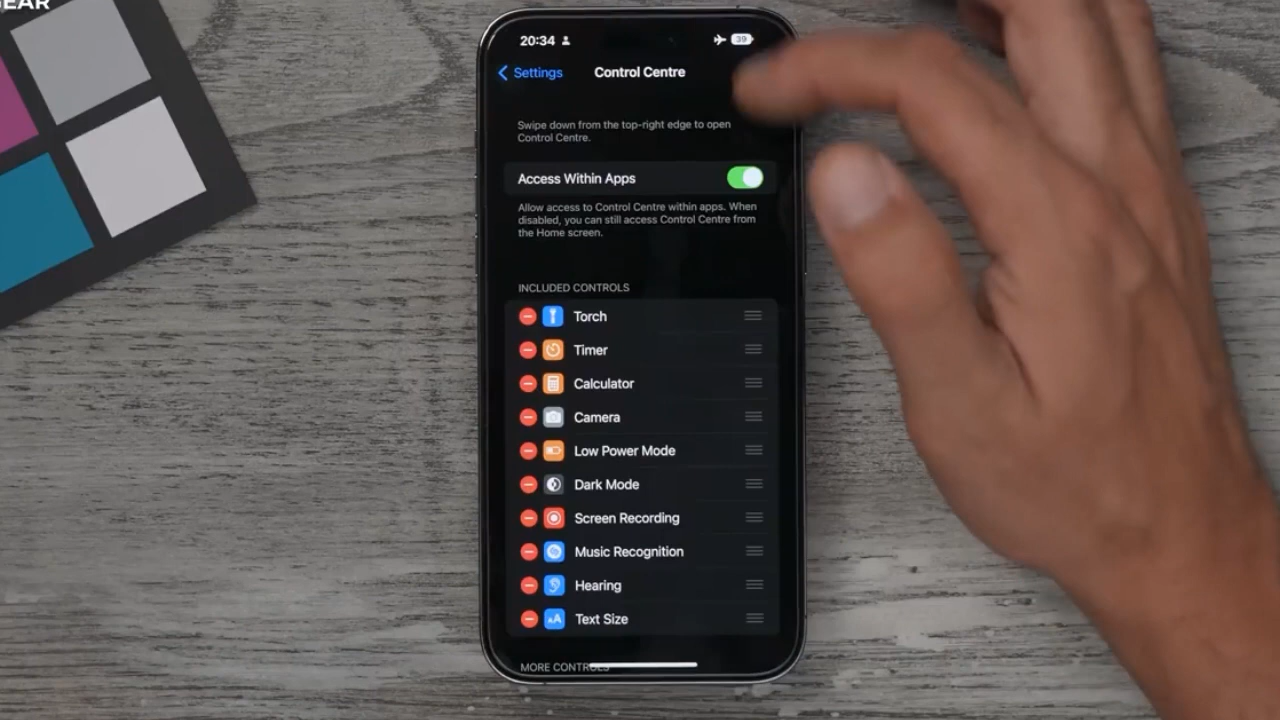 GEAR
20:34
39
Settings
Control Centre
Swipe down from the top-right edge to open
Control Centre.
Access Within Apps
Allow access to Control Centre within apps. When
disabled, you can still access Control Centre from
the Home screen.
INCLUDED CONTROLS
Torch
Timer
Calculator
Camera
Low Power Mode
Dark Mode
Screen Recording
Music Recognition
Hearing
AA Text Size
MORE CONTROLS